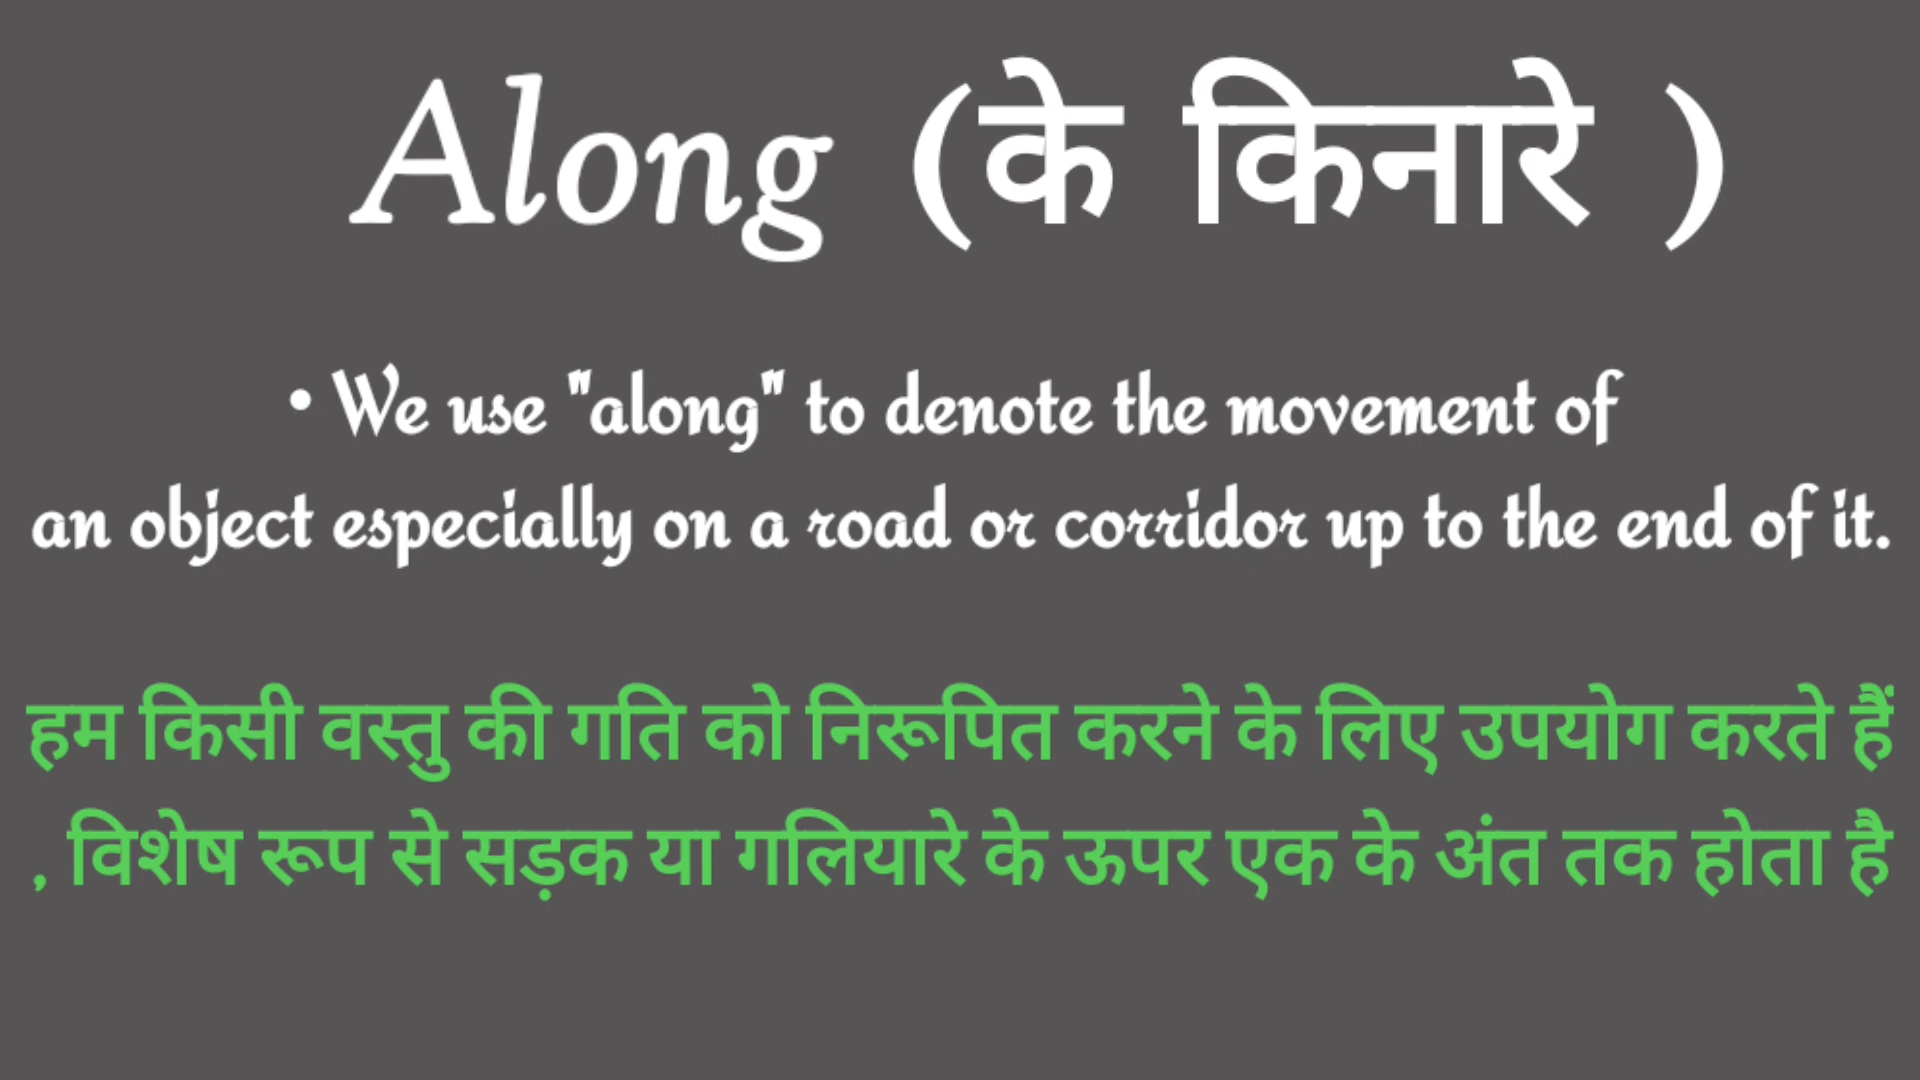 Along (के किनारे )
• We use "along" to denote the movement of
an object especially on a road or corridor up to the end of it.
हम किसी वस्तु की गति को निरूपित करने के लिए उपयोग करते हैं
, विशेष रूप से सड़क या गलियारे के ऊपर एक के अंत तक होता है